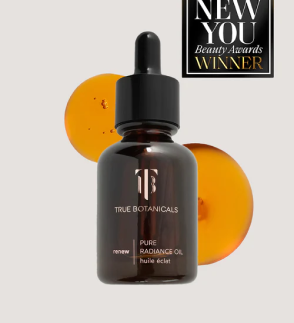 NEW
YOU
Beauty Awards
WINNER
TB
TRUE BOTANICALS
renew
PURE
RADIANCE OIL
huile éclat